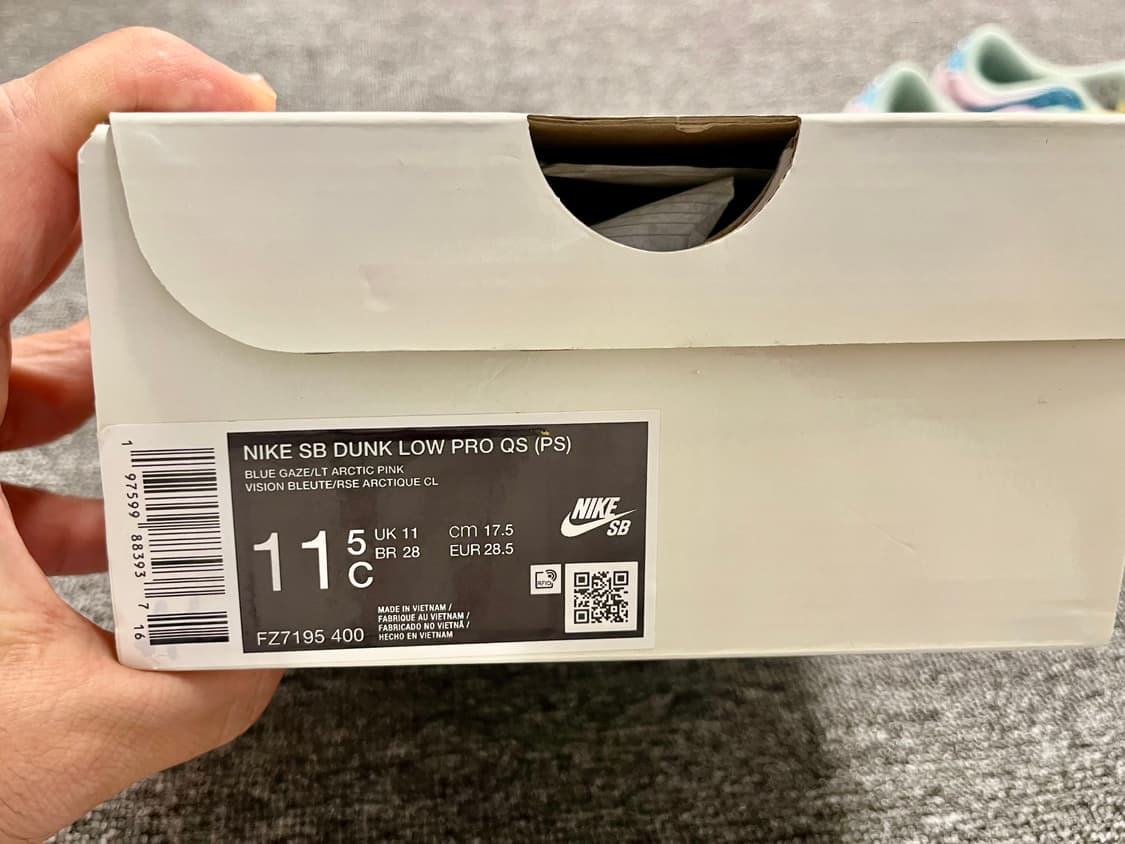 NIKE SB DUNK LOW PRO QS (PS)
BLUE GAZE/LT ARCTIC PINK
VISION BLEUTE/RSE ARCTIQUE CL
11 5 C
UK 11 cm 17.5
BR 28 EUR 28.5
NIKE
SB
RFID
MADE IN VIETNAM /
FABRIQUE AU VIETNAM /
FABRICADO NO VIETNÃ /
HECHO EN VIETNAM
FZ7195 400
1 97599 88393 7 16